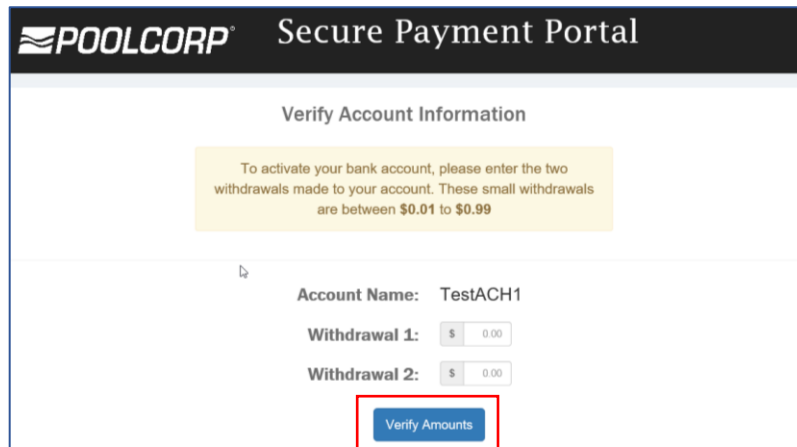 POOLCORP® Secure Payment Portal
Verify Account Information
To activate your bank account, please enter the two
withdrawals made to your account. These small withdrawals
are between $0.01 to $0.99
Account Name: TestACH1
Withdrawal 1: $ 0.00
Withdrawal 2: $ 0.00
Verify Amounts